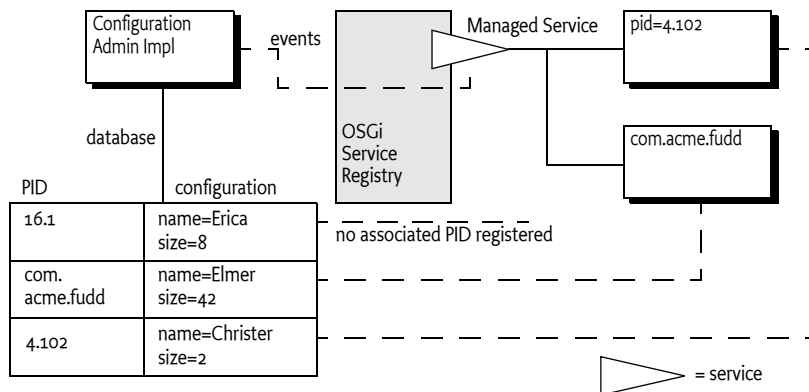 Configuration
Admin Impl
events
Managed Service
pid=4.102
OSGi
Service
Registry
database
com.acme.fudd
PID
configuration
16.1
name=Erica
size=8
no associated PID registered
com.
acme.fudd
name=Elmer
size=42
4.102
name=Christer
size=2
= service